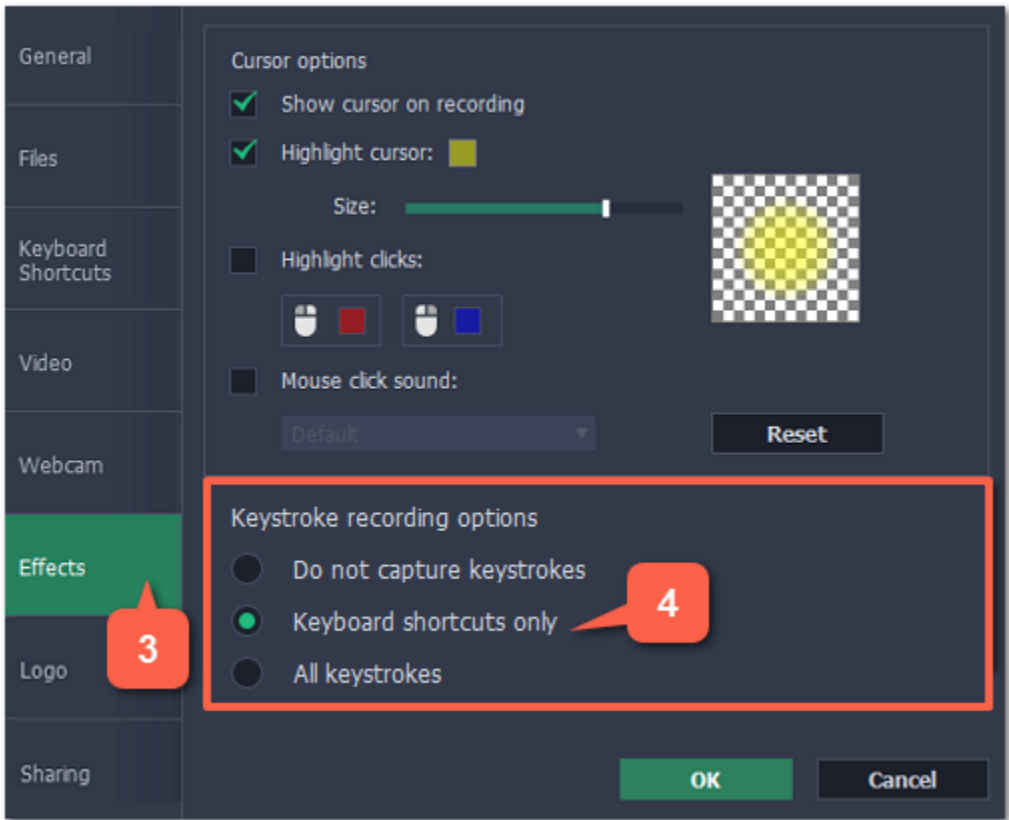 General
Files
Keyboard
Shortcuts
Video
Webcam
Effects
3
Logo
Sharing
Cursor options
Show cursor on recording
Highlight cursor:
Size:
Highlight clicks:
Mouse click sound:
Default
Reset
Keystroke recording options
Do not capture keystrokes
Keyboard shortcuts only
4
All keystrokes
OK
Cancel